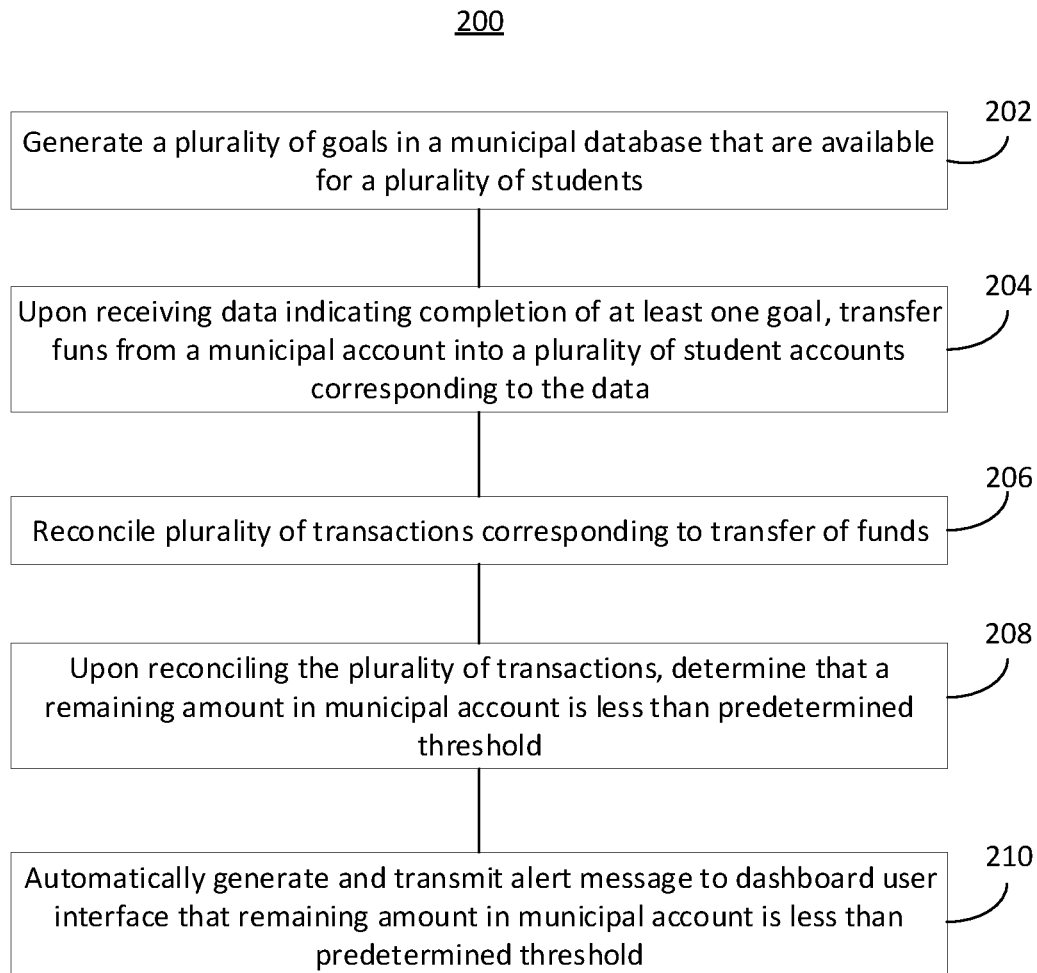 200
202
Generate a plurality of goals in a municipal database that are available
for a plurality of students
204
Upon receiving data indicating completion of at least one goal, transfer
funs from a municipal account into a plurality of student accounts
corresponding to the data
206
Reconcile plurality of transactions corresponding to transfer of funds
208
Upon reconciling the plurality of transactions, determine that a
remaining amount in municipal account is less than predetermined
threshold
210
Automatically generate and transmit alert message to dashboard user
interface that remaining amount in municipal account is less than
predetermined threshold